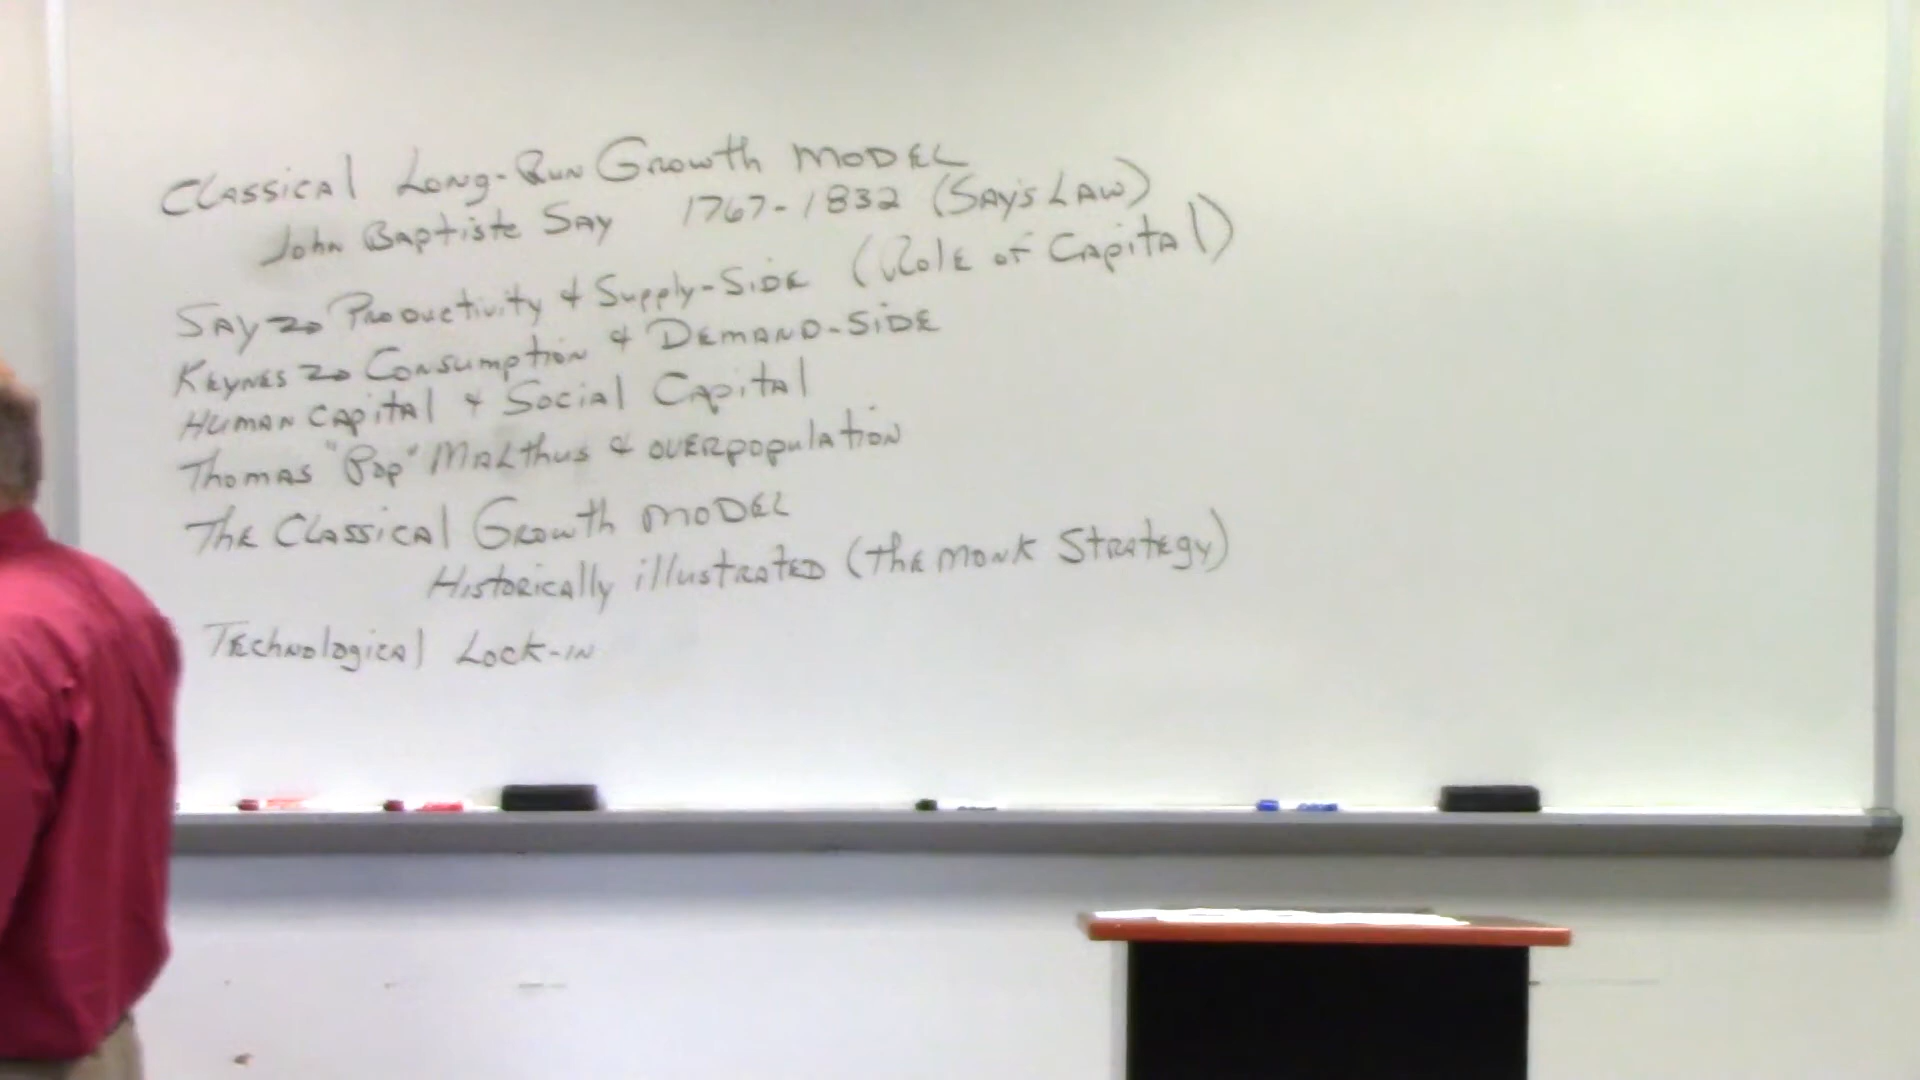 Classical Long-Run Growth Model
John Baptiste Say 1767-1832 (Say's Law)
Say → Productivity & Supply-Side (Role of Capital)
Keynes → Consumption & Demand-Side
Human Capital & Social Capital
Thomas "Pop" Malthus & overpopulation
The Classical Growth Model
Historically illustrated (the Monk Strategy)
Technological Lock-in